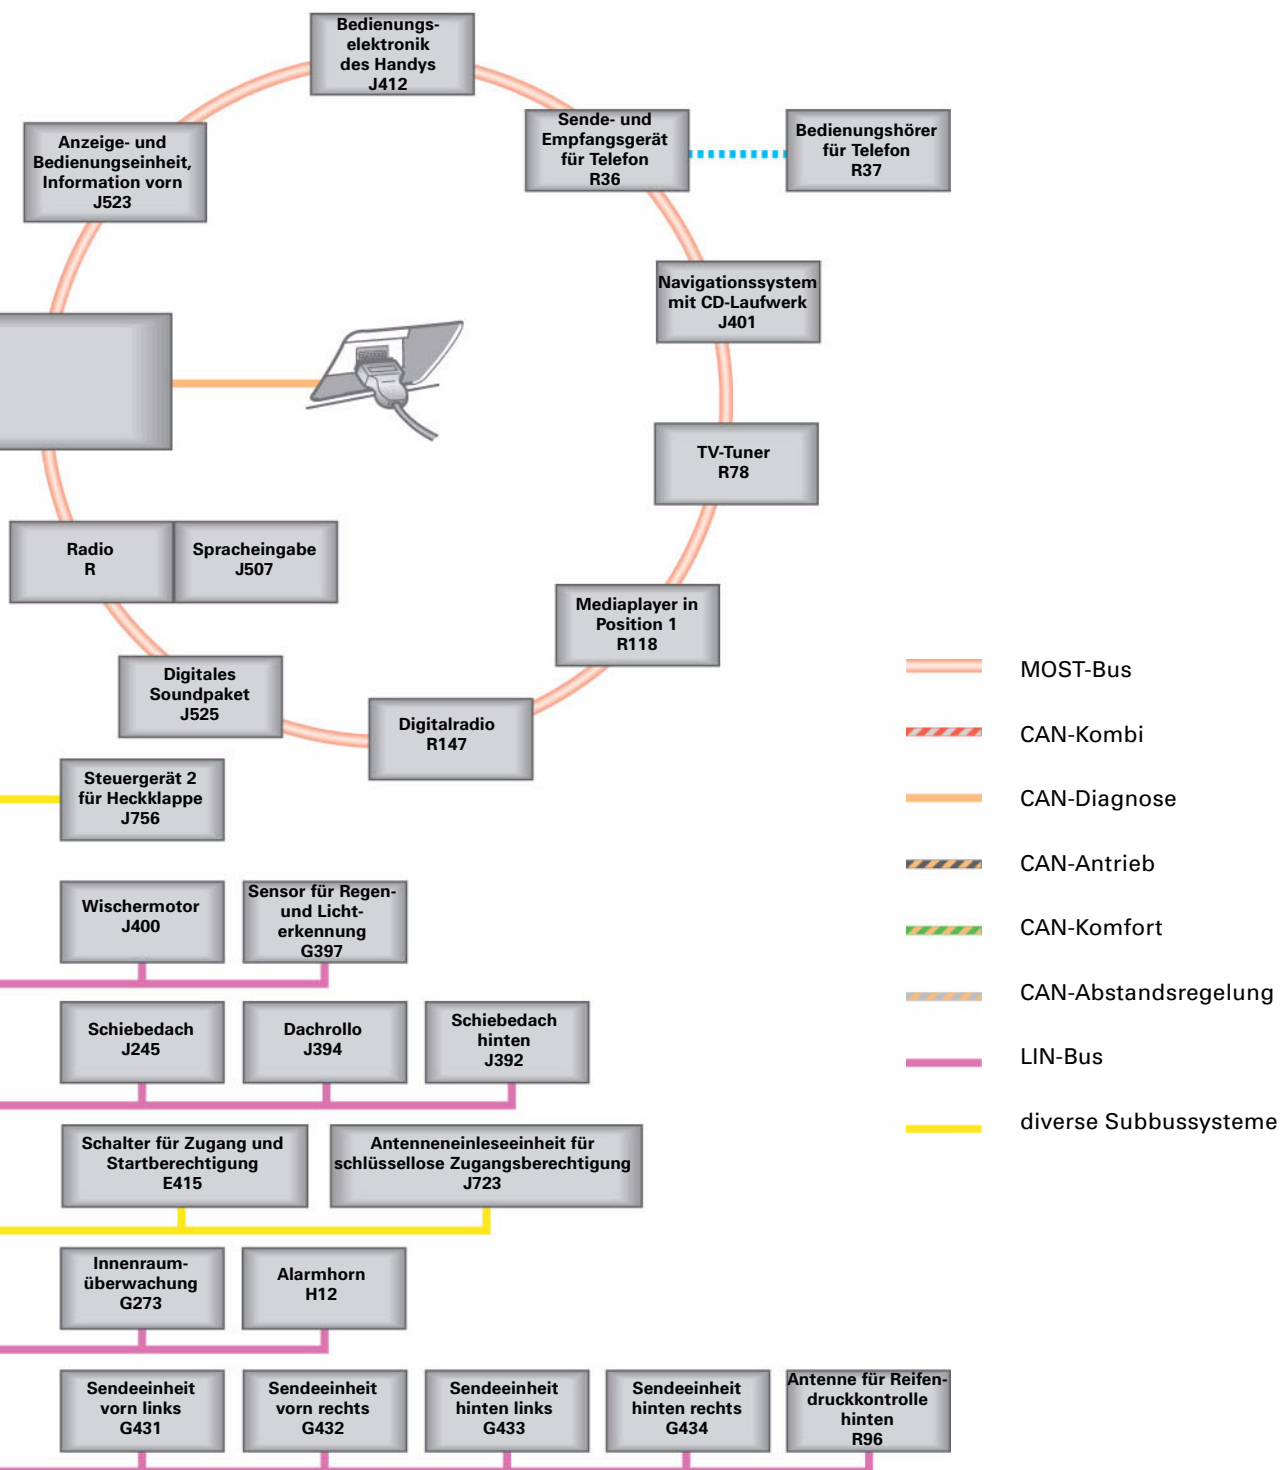 Bedienungs-
elektronik
des Handys
J412
Anzeige- und
Bedienungseinheit,
Information vorn
J523
Sende- und
Empfangsgerät
für Telefon
R36
Bedienungshörer
für Telefon
R37
Navigationssystem
mit CD-Laufwerk
J401
TV-Tuner
R78
Radio
R
Spracheingabe
J507
Mediaplayer in
Position 1
R118
Digitales
Soundpaket
J525
Digitalradio
R147
Steuergerät 2
für Heckklappe
J756
Wischermotor
J400
Sensor für Regen-
und Licht-
erkennung
G397
Schiebedach
J245
Dachrollo
J394
Schiebedach
hinten
J392
Schalter für Zugang und
Startberechtigung
E415
Antenneneinleseeinheit für
schlüssellose Zugangsberechtigung
J723
Innenraum-
überwachung
G273
Alarmhorn
H12
Sendeeinheit
vorn links
G431
Sendeeinheit
vorn rechts
G432
Sendeeinheit
hinten links
G433
Sendeeinheit
hinten rechts
G434
Antenne für Reifen-
druckkontrolle
hinten
R96
MOST-Bus
CAN-Kombi
CAN-Diagnose
CAN-Antrieb
CAN-Komfort
CAN-Abstandsregelung
LIN-Bus
diverse Subbussysteme